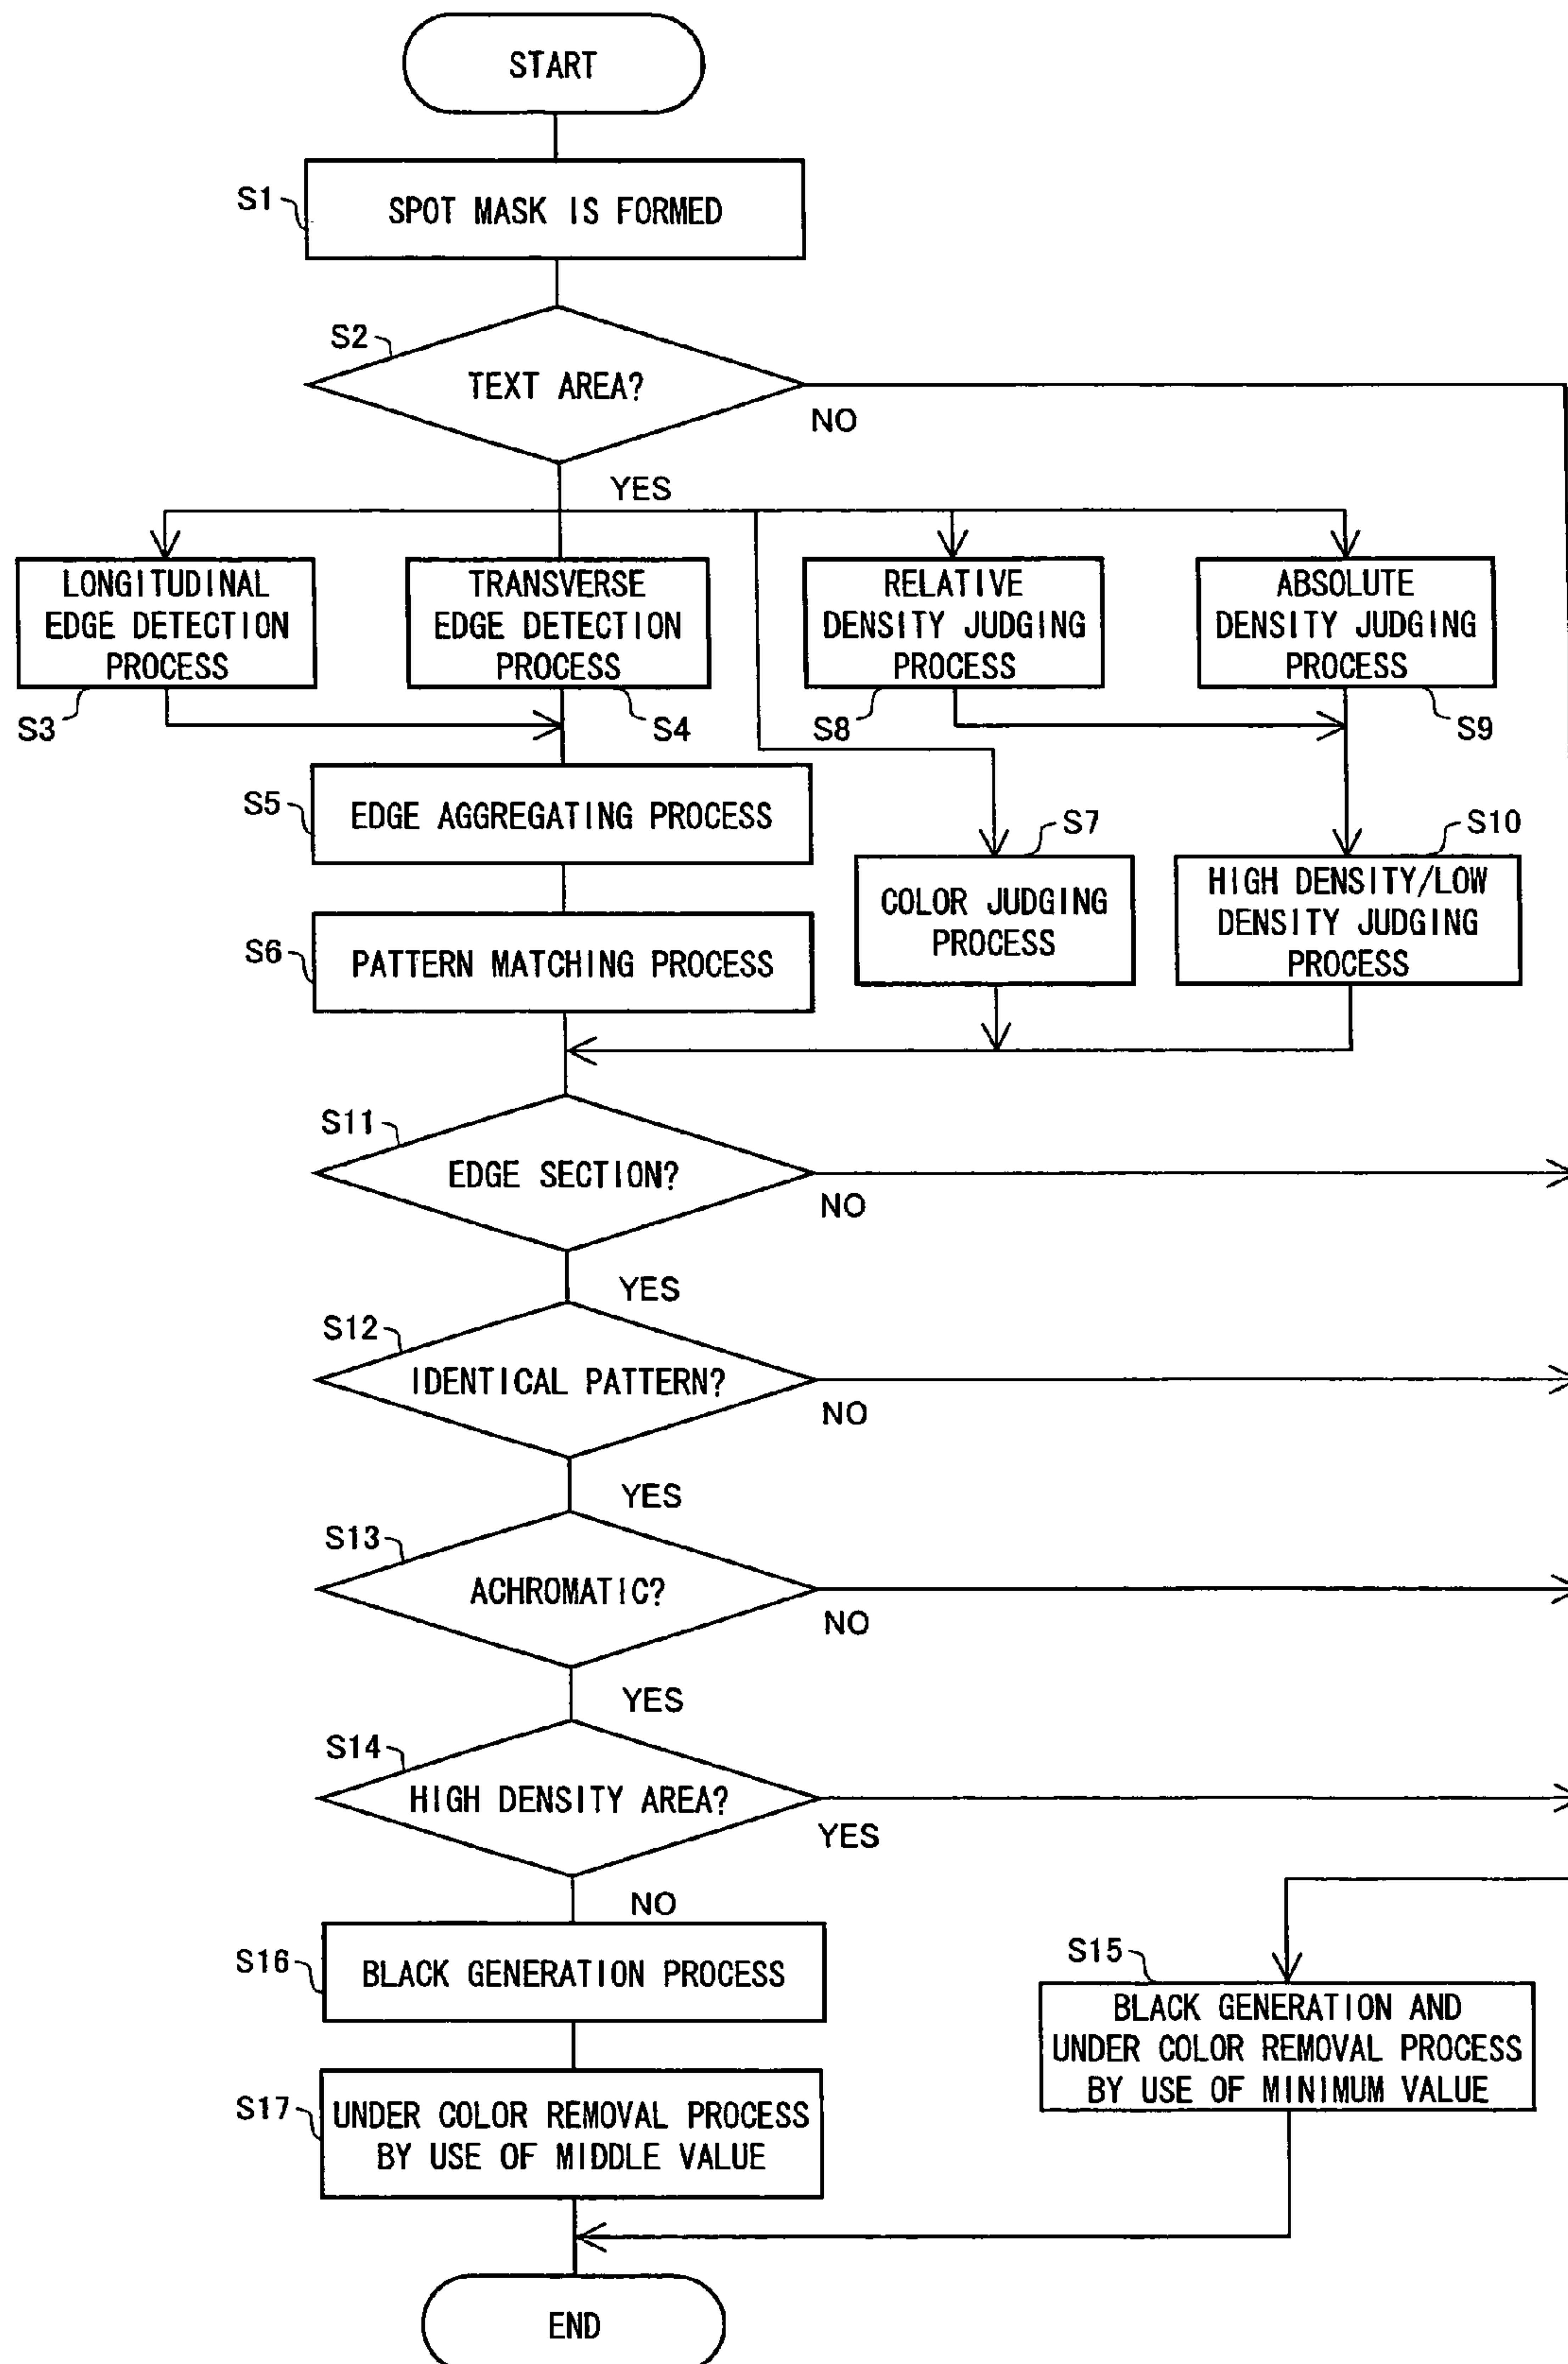 START
S1
SPOT MASK IS FORMED
S2
TEXT AREA?
NO
YES
LONGITUDINAL
EDGE DETECTION
PROCESS
S3
TRANSVERSE
EDGE DETECTION
PROCESS
S4
RELATIVE
DENSITY JUDGING
PROCESS
S8
ABSOLUTE
DENSITY JUDGING
PROCESS
S9
S5
EDGE AGGREGATING PROCESS
S6
PATTERN MATCHING PROCESS
S7
COLOR JUDGING
PROCESS
S10
HIGH DENSITY/LOW
DENSITY JUDGING
PROCESS
S11
EDGE SECTION?
NO
YES
S12
IDENTICAL PATTERN?
NO
YES
S13
ACHROMATIC?
NO
YES
S14
HIGH DENSITY AREA?
YES
NO
S16
BLACK GENERATION PROCESS
S15
BLACK GENERATION AND
UNDER COLOR REMOVAL PROCESS
BY USE OF MINIMUM VALUE
S17
UNDER COLOR REMOVAL PROCESS
BY USE OF MIDDLE VALUE
END